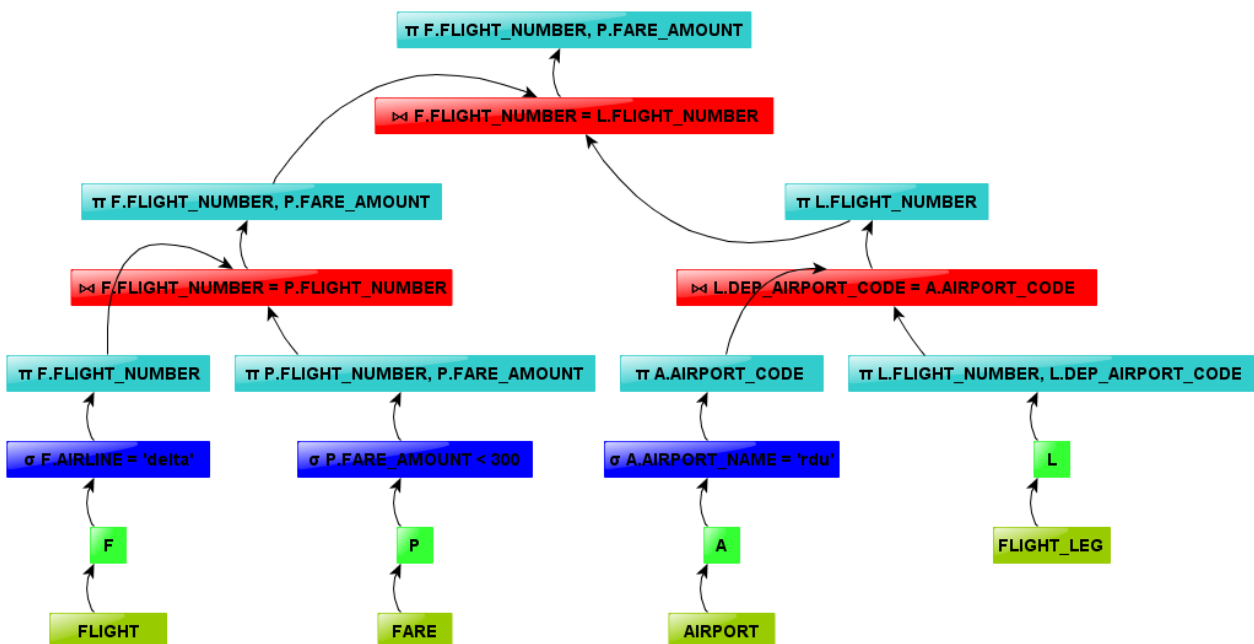 π F.FLIGHT_NUMBER, P.FARE_AMOUNT
⋈ F.FLIGHT_NUMBER = L.FLIGHT_NUMBER
π F.FLIGHT_NUMBER, P.FARE_AMOUNT
π L.FLIGHT_NUMBER
⋈ F.FLIGHT_NUMBER = P.FLIGHT_NUMBER
⋈ L.DEP_AIRPORT_CODE = A.AIRPORT_CODE
π F.FLIGHT_NUMBER
π P.FLIGHT_NUMBER, P.FARE_AMOUNT
π A.AIRPORT_CODE
π L.FLIGHT_NUMBER, L.DEP_AIRPORT_CODE
σ F.AIRLINE = 'delta'
σ P.FARE_AMOUNT < 300
σ A.AIRPORT_NAME = 'rdu'
L
F
P
A
FLIGHT_LEG
FLIGHT
FARE
AIRPORT